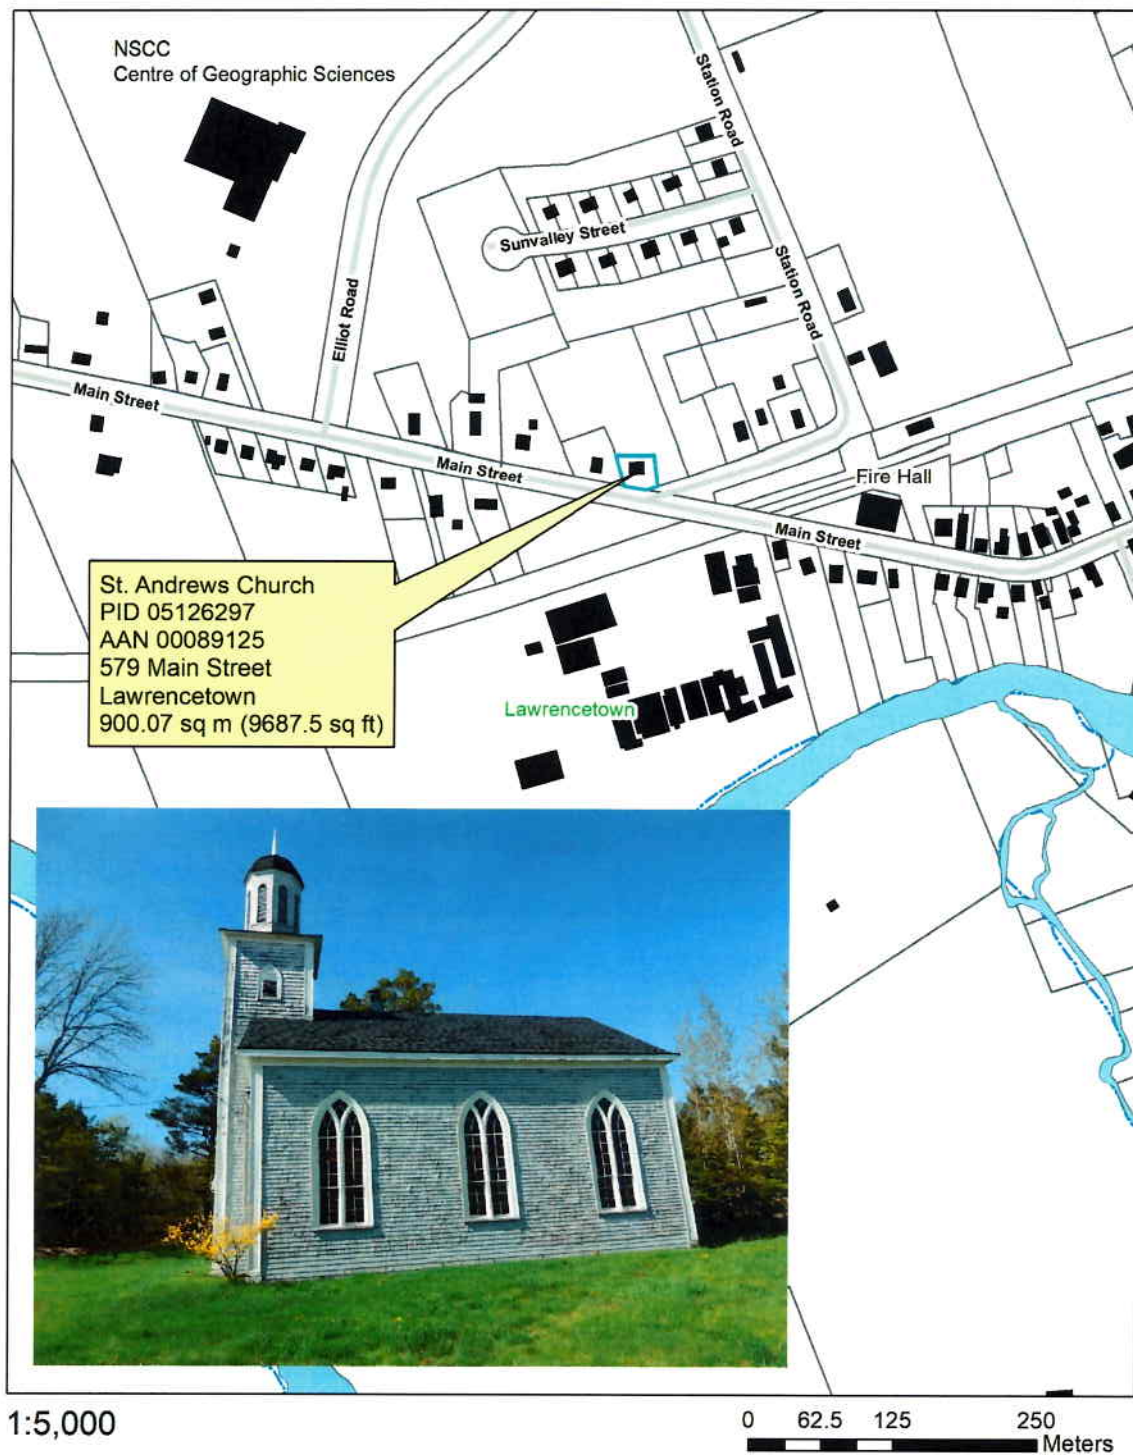 NSCC
Centre of Geographic Sciences
Station Road
Sunvalley Street
Station Road
Elliot Road
Main Street
Main Street
Fire Hall
Main Street
St. Andrews Church
PID 05126297
AAN 00089125
579 Main Street
Lawrencetown
900.07 sq m (9687.5 sq ft)
Lawrencetown
1:5,000
0 62.5 125 250
Meters